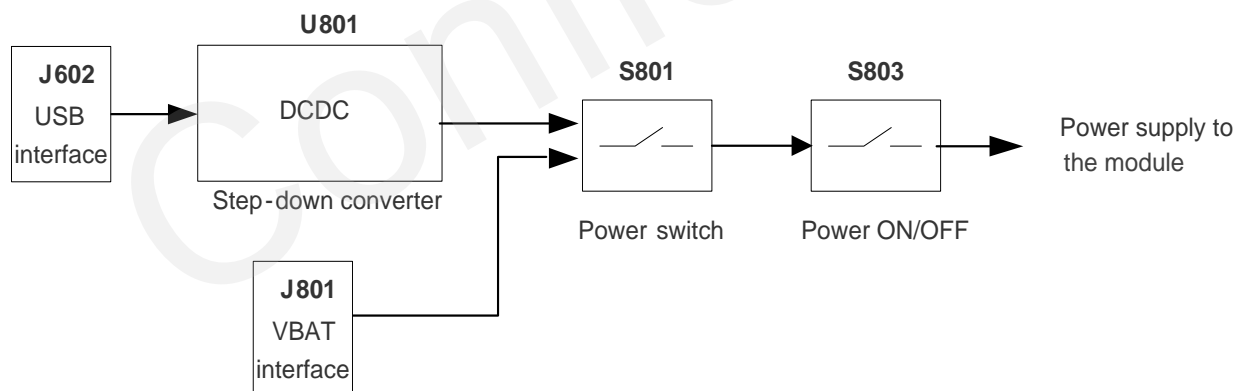 U801
J602
USB
interface
DCDC
Step-down converter
S801
Power switch
S803
Power ON/OFF
Power supply to
the module
J801
VBAT
interface